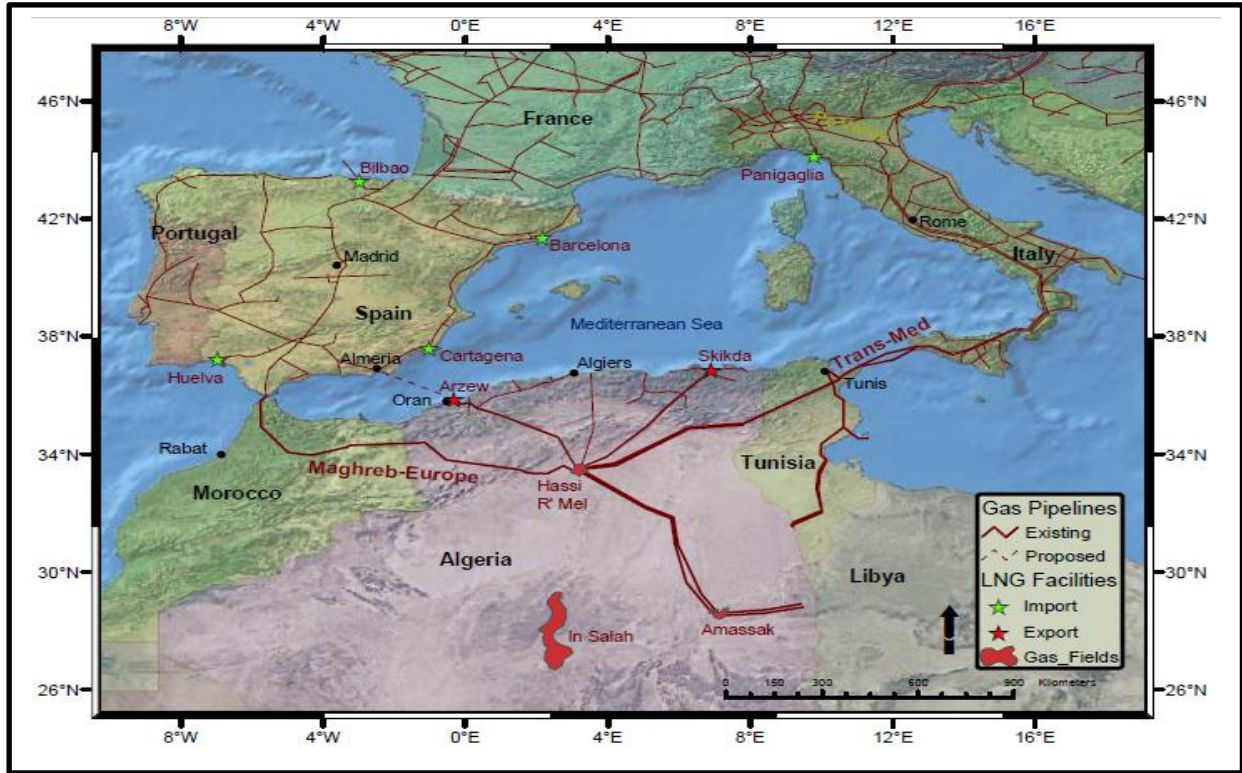 8°W 4°W 0°E 4°E 8°E 12°E 16°E
46°N 46°N
France
Bilbao
Panigaglia
42°N 42°N
Portugal
Rome
Barcelona
Madrid
Italy
Spain
38°N 38°N
Mediterranean Sea
Trans-Med
Almeria
Cartagena
Algiers
Skikda
Huelva
Arzew
Tunis
Oran
Rabat
34°N 34°N
Maghreb-Europe
Tunisia
Morocco
Hassi
R' Mel
Algeria
Libya
30°N 30°N
In Salah
Amassak
26°N 26°N
Gas Pipelines
Existing
Proposed
LNG Facilities
Import
Export
Gas_Fields
0 150 300 600 900 Kilometers
8°W 4°W 0°E 4°E 8°E 12°E 16°E